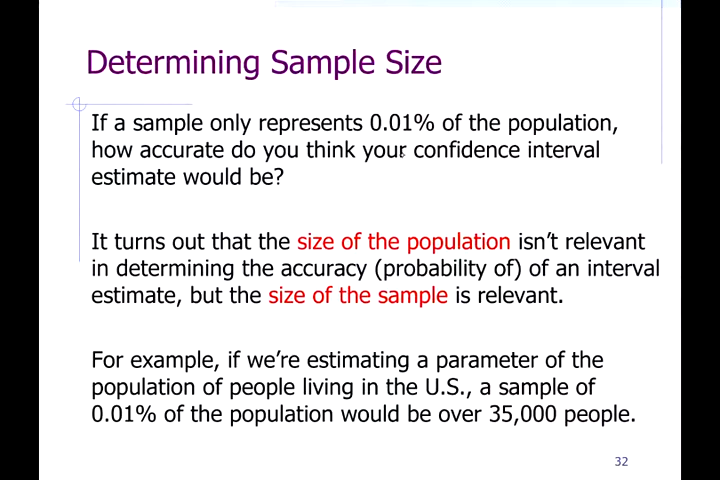 Determining Sample Size
If a sample only represents 0.01% of the population,
how accurate do you think your confidence interval
estimate would be?
It turns out that the size of the population isn’t relevant
in determining the accuracy (probability of) of an interval
estimate, but the size of the sample is relevant.
For example, if we’re estimating a parameter of the
population of people living in the U.S., a sample of
0.01% of the population would be over 35,000 people.
32